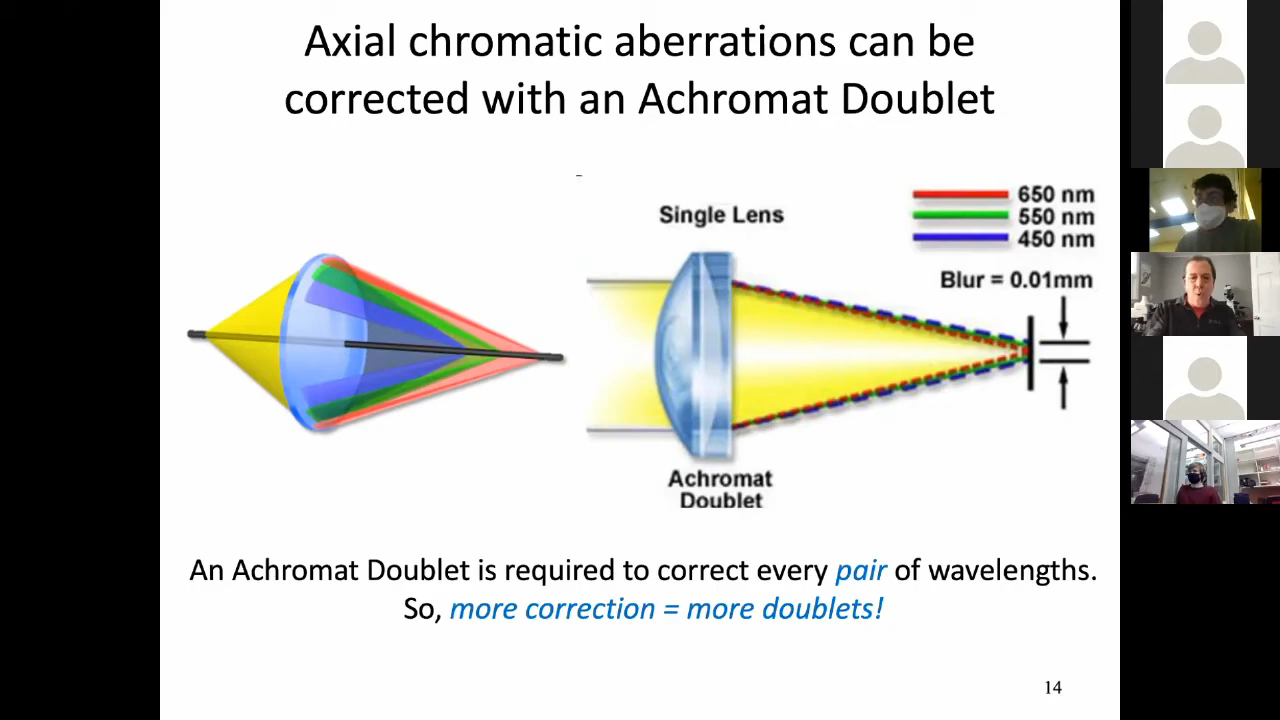 Axial chromatic aberrations can be
corrected with an Achromat Doublet
Single Lens
650 nm
550 nm
450 nm
Blur = 0.01mm
Achromat
Doublet
An Achromat Doublet is required to correct every pair of wavelengths.
So, more correction = more doublets!
14